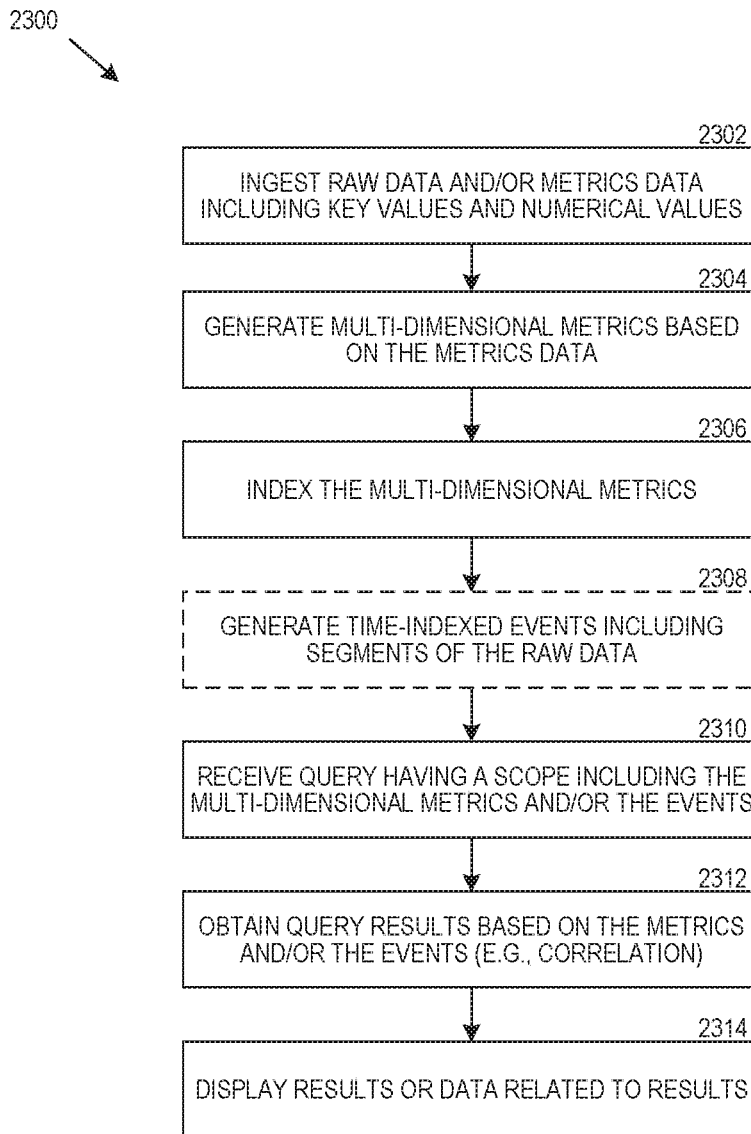 2300
2302
INGEST RAW DATA AND/OR METRICS DATA
INCLUDING KEY VALUES AND NUMERICAL VALUES
2304
GENERATE MULTI-DIMENSIONAL METRICS BASED
ON THE METRICS DATA
2306
INDEX THE MULTI-DIMENSIONAL METRICS
2308
GENERATE TIME-INDEXED EVENTS INCLUDING
SEGMENTS OF THE RAW DATA
2310
RECEIVE QUERY HAVING A SCOPE INCLUDING THE
MULTI-DIMENSIONAL METRICS AND/OR THE EVENTS
2312
OBTAIN QUERY RESULTS BASED ON THE METRICS
AND/OR THE EVENTS (E.G., CORRELATION)
2314
DISPLAY RESULTS OR DATA RELATED TO RESULTS